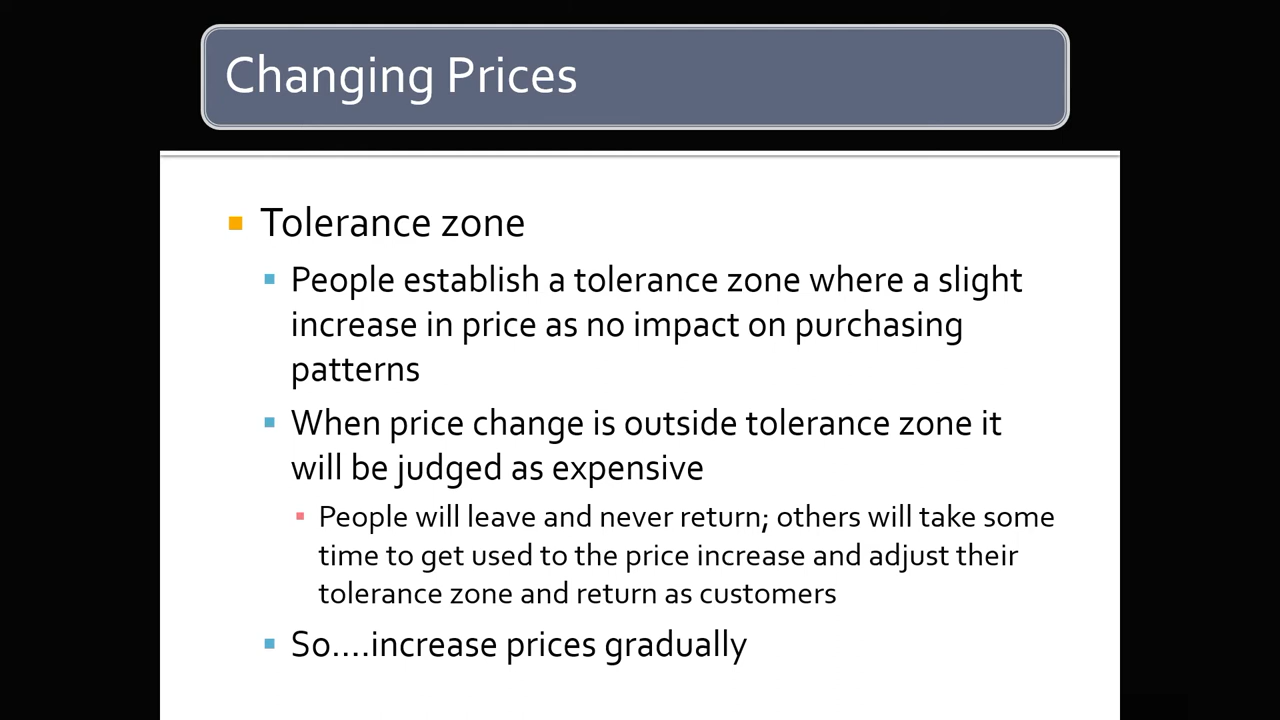 Changing Prices
Tolerance zone
People establish a tolerance zone where a slight
increase in price as no impact on purchasing
patterns
When price change is outside tolerance zone it
will be judged as expensive
People will leave and never return; others will take some
time to get used to the price increase and adjust their
tolerance zone and return as customers
So....increase prices gradually